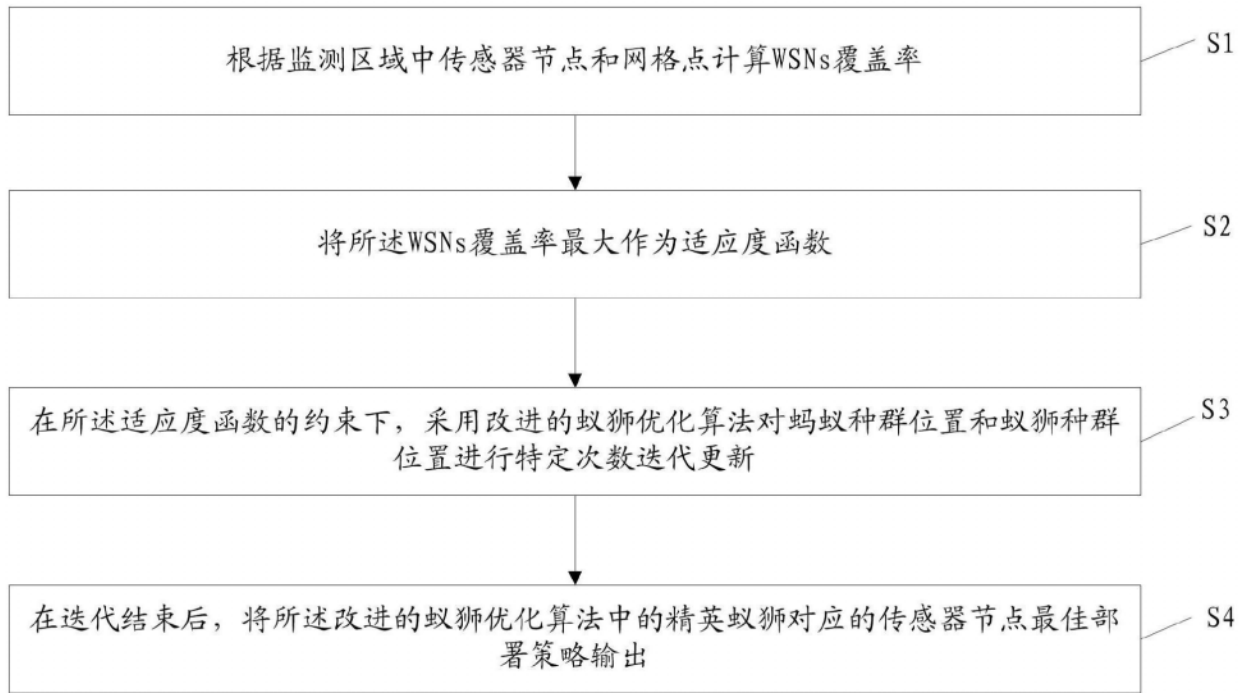 根据监测区域中传感器节点和网格点计算WSNs覆盖率
S1
将所述WSNs覆盖率最大作为适应度函数
S2
在所述适应度函数的约束下，采用改进的蚁狮优化算法对蚂蚁种群位置和蚁狮种群
位置进行特定次数迭代更新
S3
在迭代结束后，将所述改进的蚁狮优化算法中的精英蚁狮对应的传感器节点最佳部
署策略输出
S4